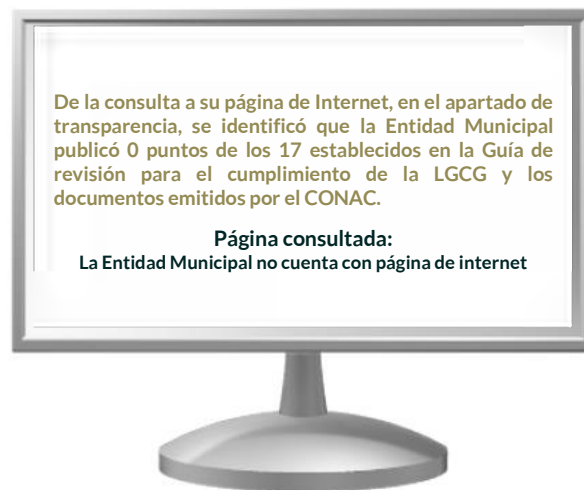 De la consulta a su página de Internet, en el apartado de
transparencia, se identificó que la Entidad Municipal
publicó 0 puntos de los 17 establecidos en la Guía de
revisión para el cumplimiento de la LGCG y los
documentos emitidos por el CONAC.
Página consultada:
La Entidad Municipal no cuenta con página de internet